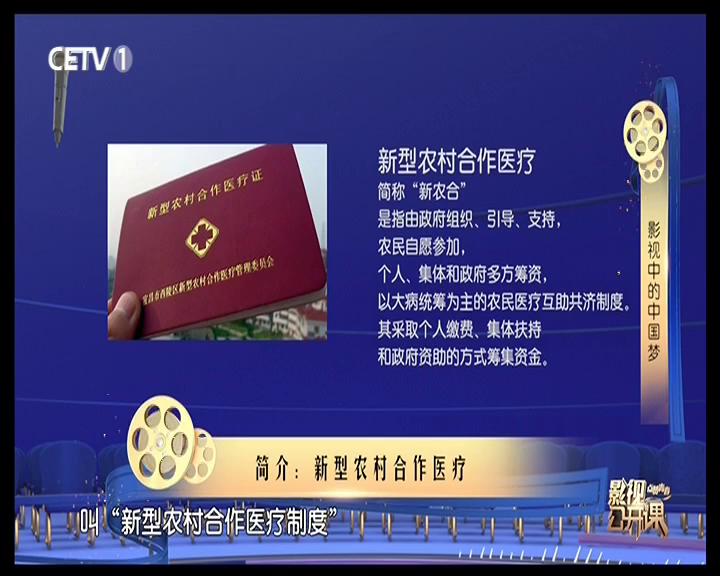 CETV 1
新型农村合作医疗证
宜昌市西陵区新型农村合作医疗管理委员会
新型农村合作医疗
简称“新农合”
是指由政府组织、引导、支持，
农民自愿参加，
个人、集体和政府多方筹资，
以大病统筹为主的农民医疗互助共济制度。
其采取个人缴费、集体扶持
和政府资助的方式筹集资金。
影视中的中国梦
简介：新型农村合作医疗
影视
公开课
04“新型农村合作医疗制度”